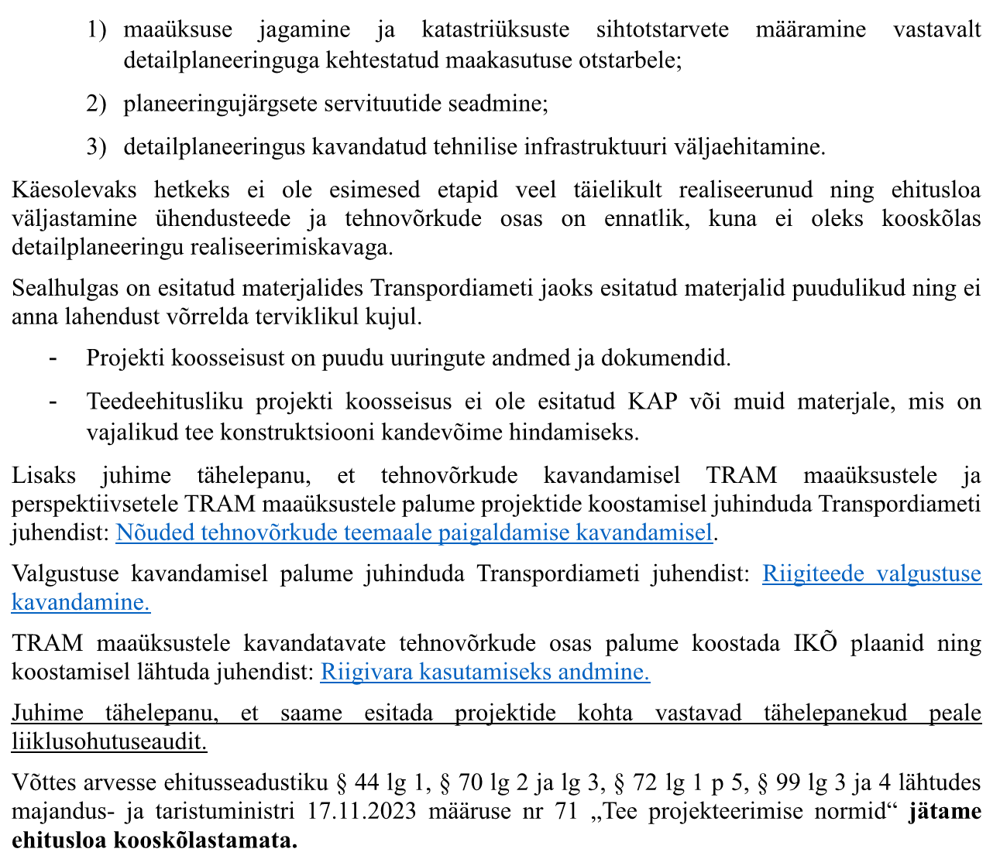 1) maaüksuse jagamine ja katastriüksuste sihtotstarvete määramine vastavalt
detailplaneeringuga kehtestatud maakasutuse otstarbele;
2) planeeringujärgsete servituutide seadmine;
3) detailplaneeringus kavandatud tehnilise infrastruktuuri väljaehitamine.
Käesolevaks hetkeks ei ole esimesed etapid veel täielikult realiseerunud ning ehitusloa
väljastamine ühendusteede ja tehnovõrkude osas on ennatlik, kuna ei oleks kooskõlas
detailplaneeringu realiseerimiskavaga.
Sealhulgas on esitatud materjalides Transpordiameti jaoks esitatud materjalid puudulikud ning ei
anna lahendust võrrelda terviklikul kujul.
- Projekti koosseisust on puudu uuringute andmed ja dokumendid.
- Teedeehitusliku projekti koosseisus ei ole esitatud KAP või muid materjale, mis on
vajalikud tee konstruktsiooni kandevõime hindamiseks.
Lisaks juhime tähelepanu, et tehnovõrkude kavandamisel TRAM maaüksustele ja
perspektiivsetele TRAM maaüksustele palume projektide koostamisel juhinduda Transpordiameti
juhendist: Nõuded tehnovõrkude teemaale paigaldamise kavandamisel.
Valgustuse kavandamisel palume juhinduda Transpordiameti juhendist: Riigiteede valgustuse
kavandamine.
TRAM maaüksustele kavandatavate tehnovõrkude osas palume koostada IKÕ plaanid ning
koostamisel lähtuda juhendist: Riigivara kasutamiseks andmine.
Juhime tähelepanu, et saame esitada projektide kohta vastavad tähelepanekud peale
liiklusohutuseaudit.
Võttes arvesse ehitusseadustiku § 44 lg 1, § 70 lg 2 ja lg 3, § 72 lg 1 p 5, § 99 lg 3 ja 4 lähtudes
majandus- ja taristuministri 17.11.2023 määruse nr 71 „Tee projekteerimise normid“ jätame
ehitusloa kooskõlastamata.